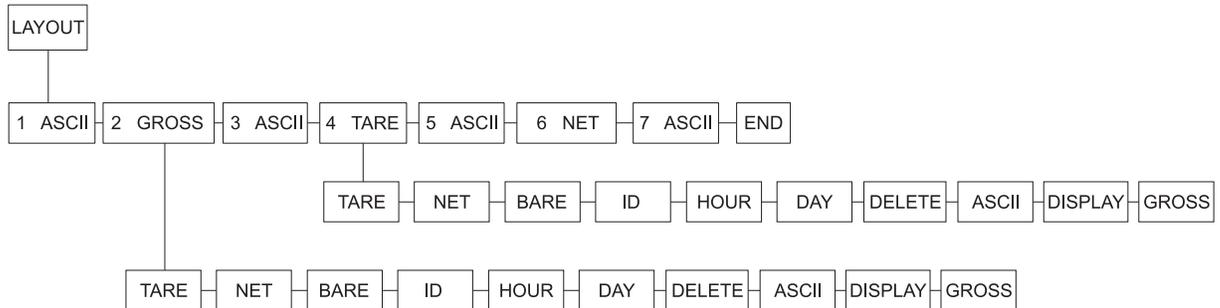 LAYOUT
1 ASCII 2 GROSS 3 ASCII 4 TARE 5 ASCII 6 NET 7 ASCII END
TARE NET BARE ID HOUR DAY DELETE ASCII DISPLAY GROSS
TARE NET BARE ID HOUR DAY DELETE ASCII DISPLAY GROSS